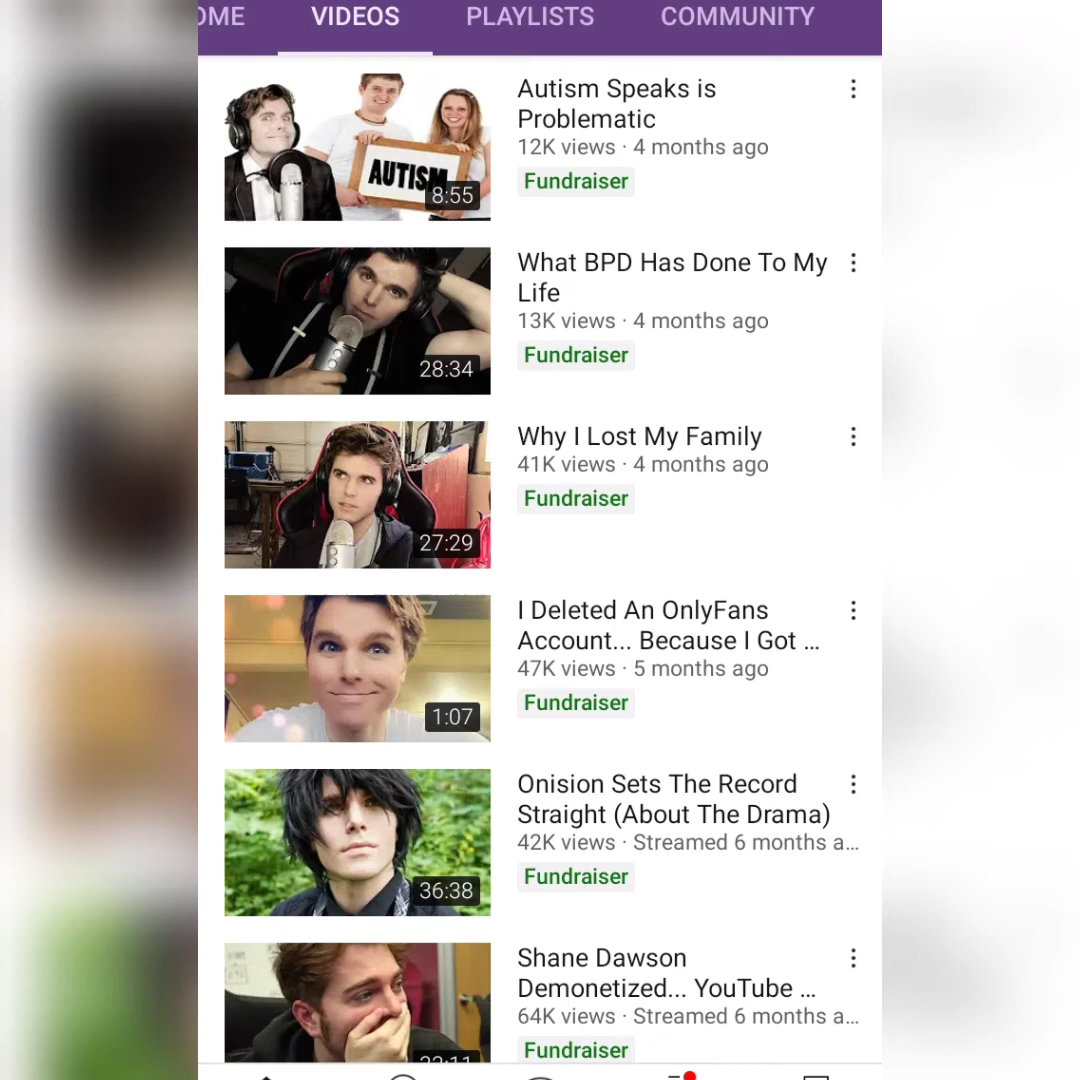 OME VIDEOS PLAYLISTS COMMUNITY
AUTISM
8:55
Autism Speaks is
Problematic
12K views · 4 months ago
Fundraiser
28:34
What BPD Has Done To My
Life
13K views · 4 months ago
Fundraiser
27:29
Why I Lost My Family
41K views · 4 months ago
Fundraiser
1:07
I Deleted An OnlyFans
Account... Because I Got ...
47K views · 5 months ago
Fundraiser
36:38
Onision Sets The Record
Straight (About The Drama)
42K views · Streamed 6 months a...
Fundraiser
Shane Dawson
Demonetized... YouTube ...
64K views · Streamed 6 months a...
Fundraiser